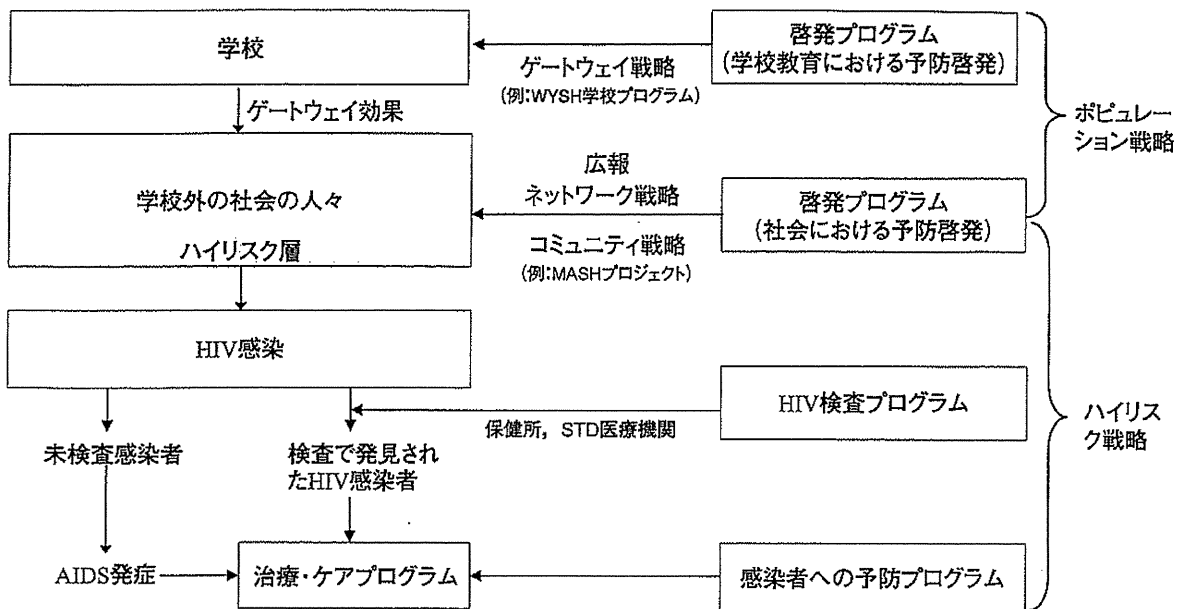 学校
ゲートウェイ戦略
(例:WYSH学校プログラム)
啓発プログラム
(学校教育における予防啓発)
ゲートウェイ効果
ポピュレー
ション戦略
学校外の社会の人々
ハイリスク層
広報
ネットワーク戦略
コミュニティ戦略
(例:MASHプロジェクト)
啓発プログラム
(社会における予防啓発)
HIV感染
HIV検査プログラム
保健所，STD医療機関
ハイリス
ク戦略
未検査感染者
検査で発見され
たHIV感染者
AIDS発症
治療・ケアプログラム
感染者への予防プログラム